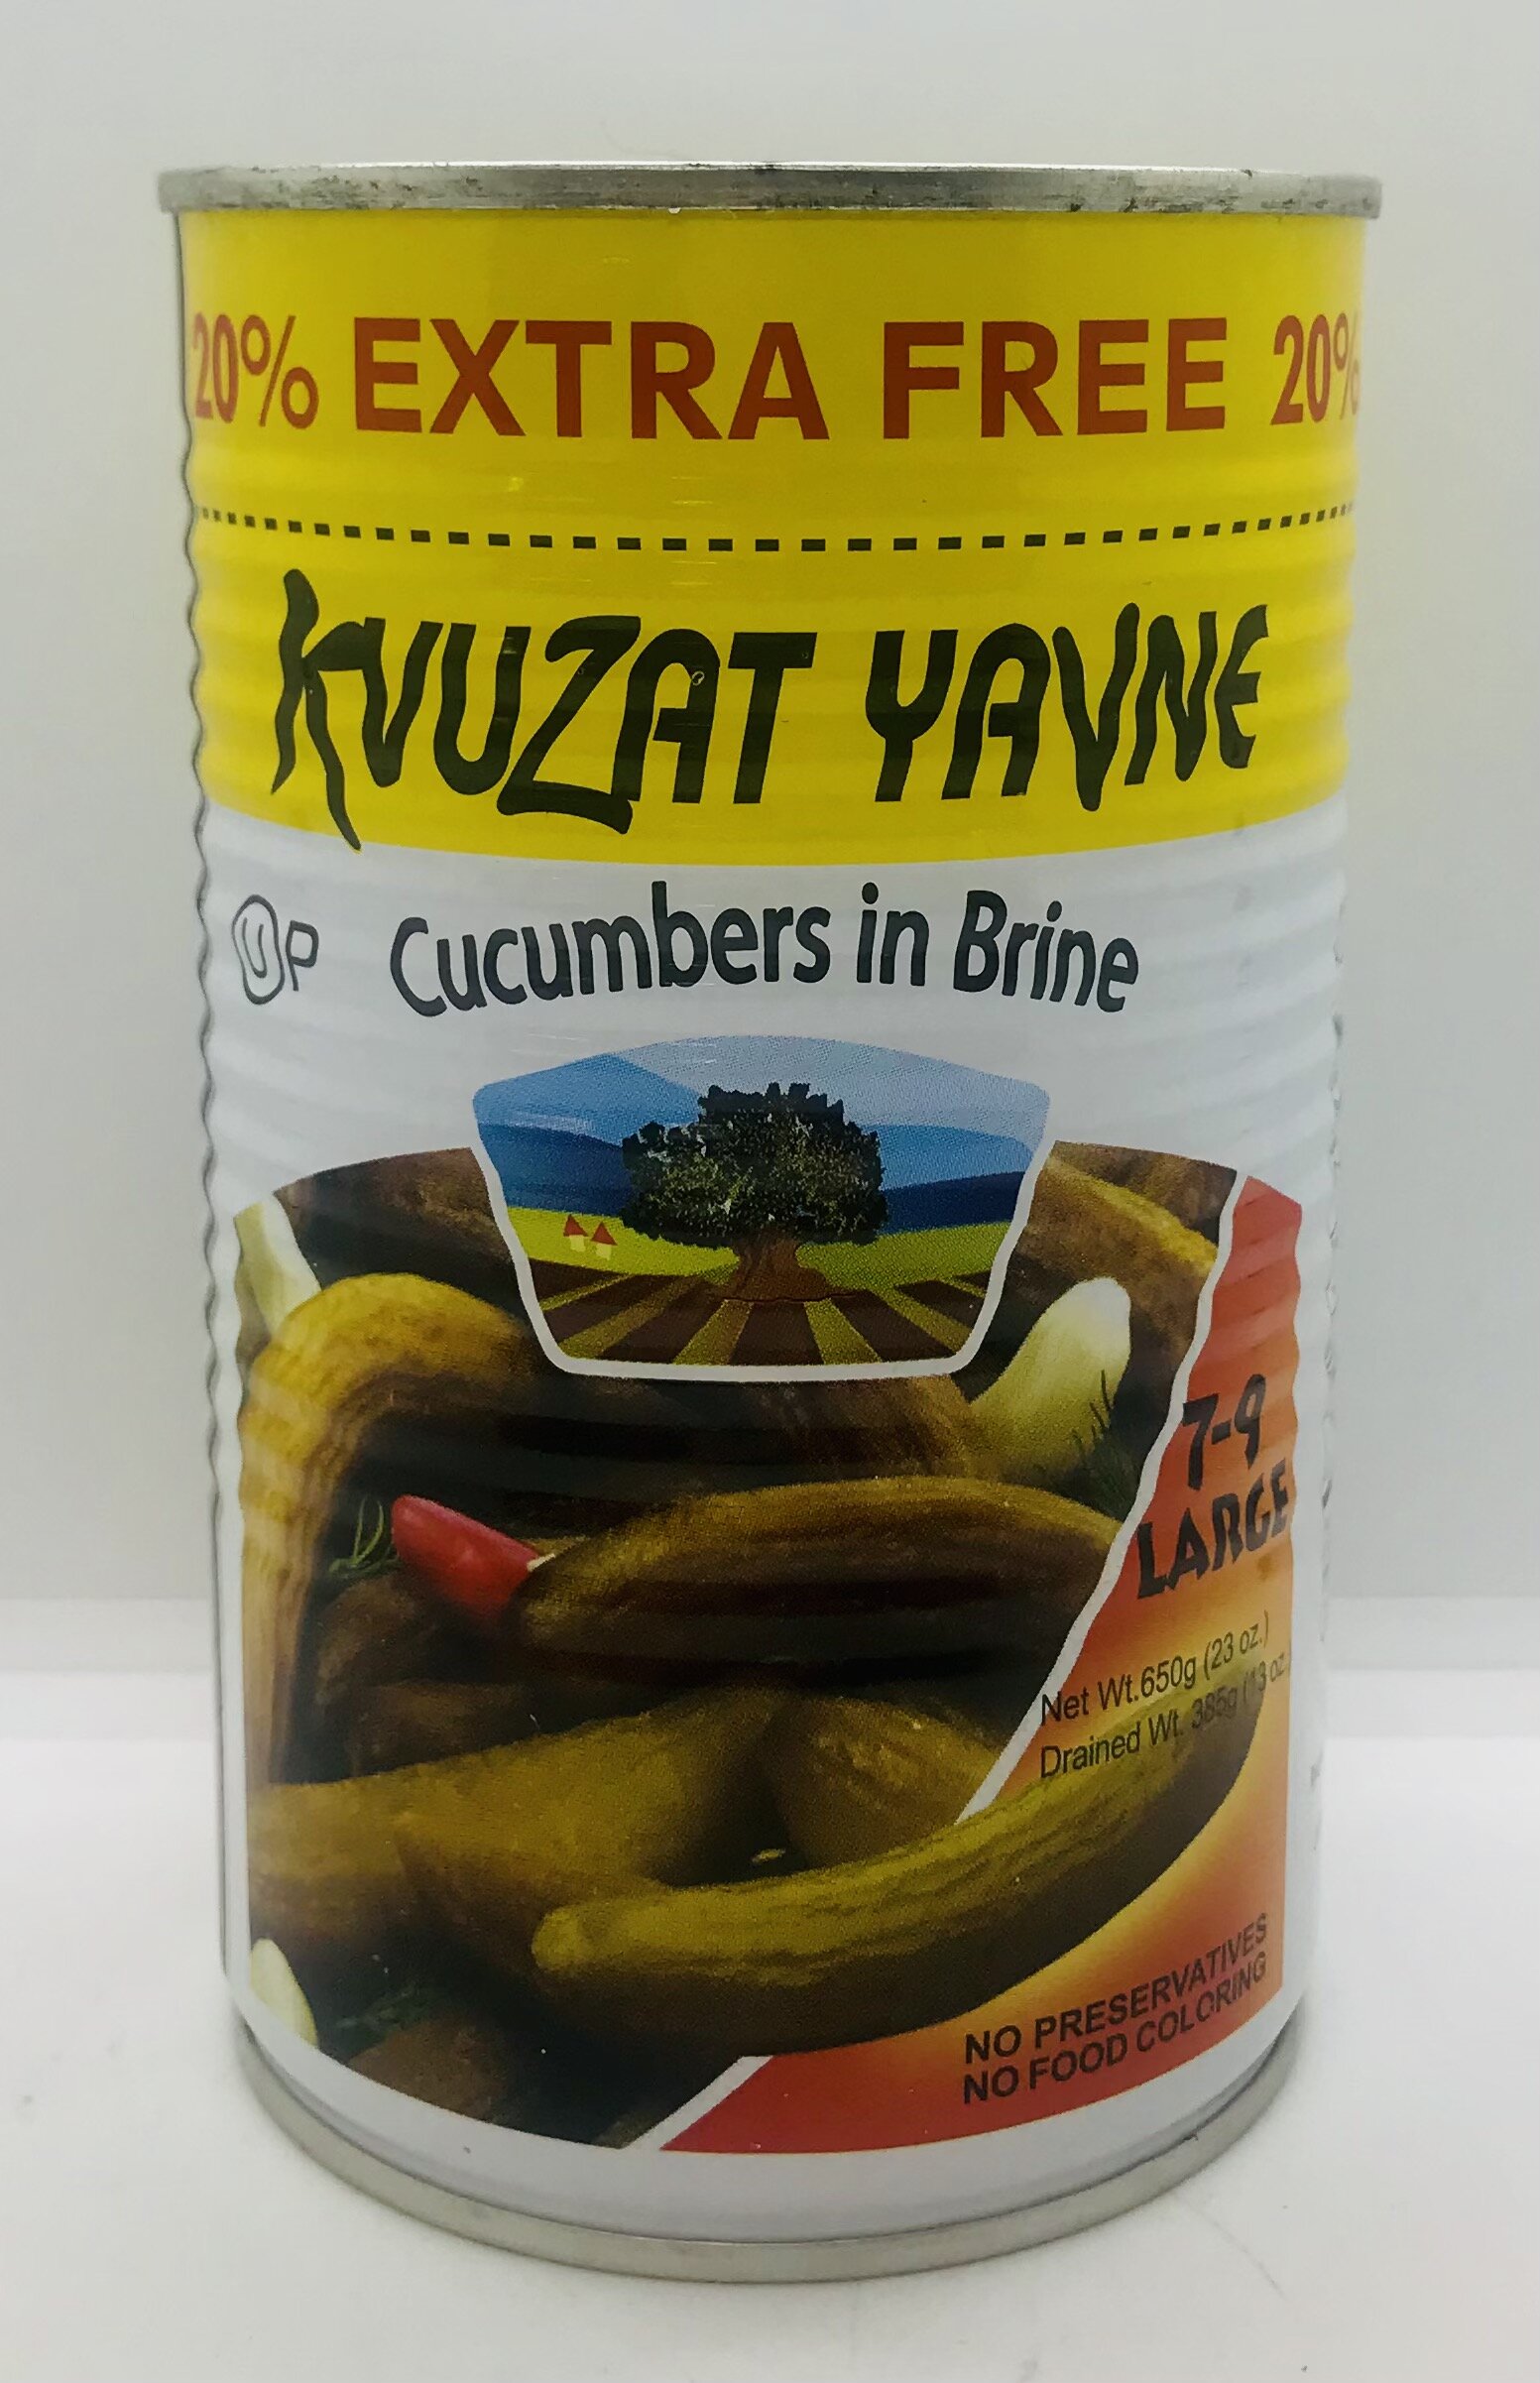 20% EXTRA FREE 20%
KVUZAT YAVNE
UP Cucumbers in Brine
7-9
LARGE
Net Wt.650g (23 oz.)
Drained Wt. 385g (13 oz.)
NO PRESERVATIVES
NO FOOD COLORING